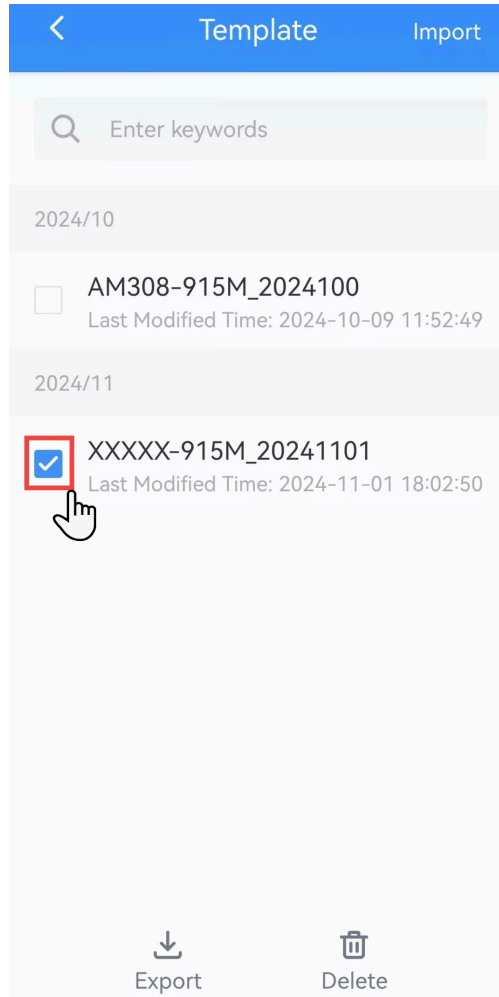 Template
Import
Enter keywords
2024/10
AM308-915M_2024100
Last Modified Time: 2024-10-09 11:52:49
2024/11
XXXXX-915M_20241101
Last Modified Time: 2024-11-01 18:02:50
Export
Delete